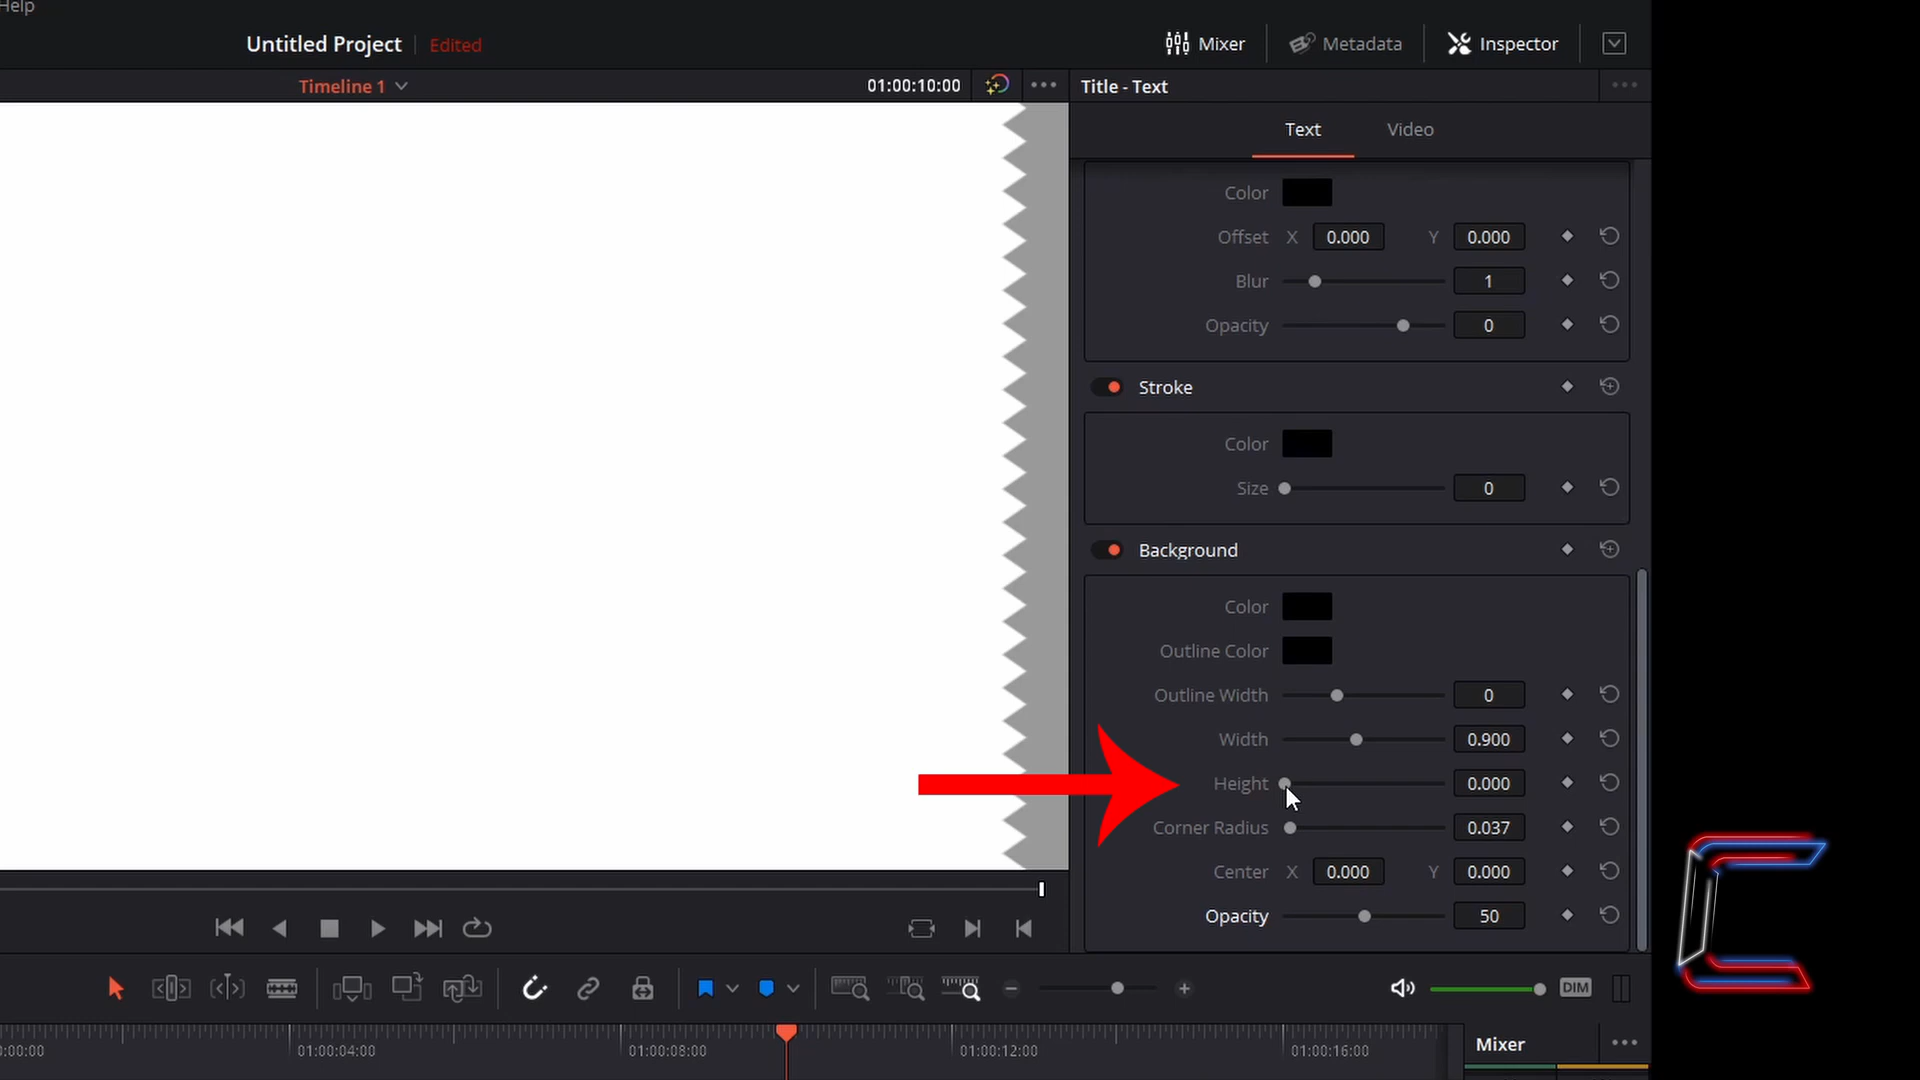 Help
Untitled Project Edited
Mixer Metadata Inspector
Timeline 1 01:00:10:00
Title - Text
Text Video
Color
Offset X 0.000 Y 0.000
Blur 1
Opacity 0
Stroke
Color
Size 0
Background
Color
Outline Color
Outline Width 0
Width 0.900
Height 0.000
Corner Radius 0.037
Center X 0.000 Y 0.000
Opacity 50
DIM
:00:00 01:00:04:00 01:00:08:00 01:00:12:00 01:00:16:00
Mixer